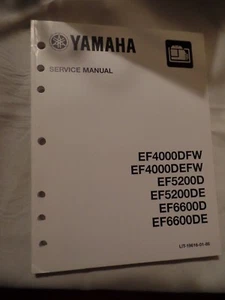 YAMAHA
SERVICE MANUAL
EF4000DFW
EF4000DEFW
EF5200D
EF5200DE
EF6600D
EF6600DE